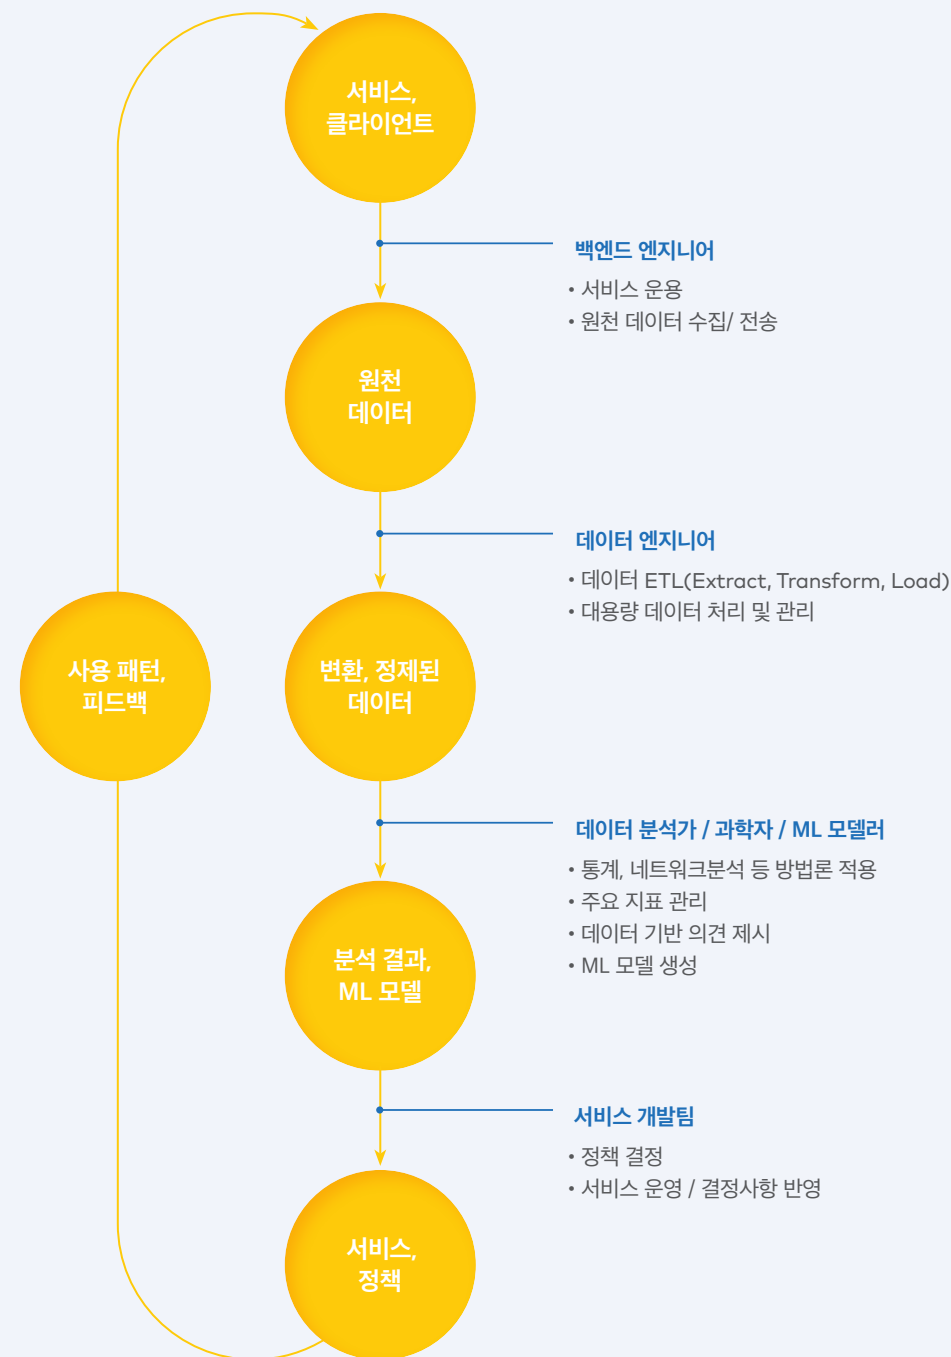 서비스,
클라이언트
백엔드 엔지니어
• 서비스 운용
• 원천 데이터 수집/ 전송
원천
데이터
데이터 엔지니어
• 데이터 ETL(Extract, Transform, Load)
• 대용량 데이터 처리 및 관리
사용 패턴,
피드백
변환, 정제된
데이터
데이터 분석가 / 과학자 / ML 모델러
• 통계, 네트워크분석 등 방법론 적용
• 주요 지표 관리
• 데이터 기반 의견 제시
• ML 모델 생성
분석 결과,
ML 모델
서비스 개발팀
• 정책 결정
• 서비스 운영 / 결정사항 반영
서비스,
정책